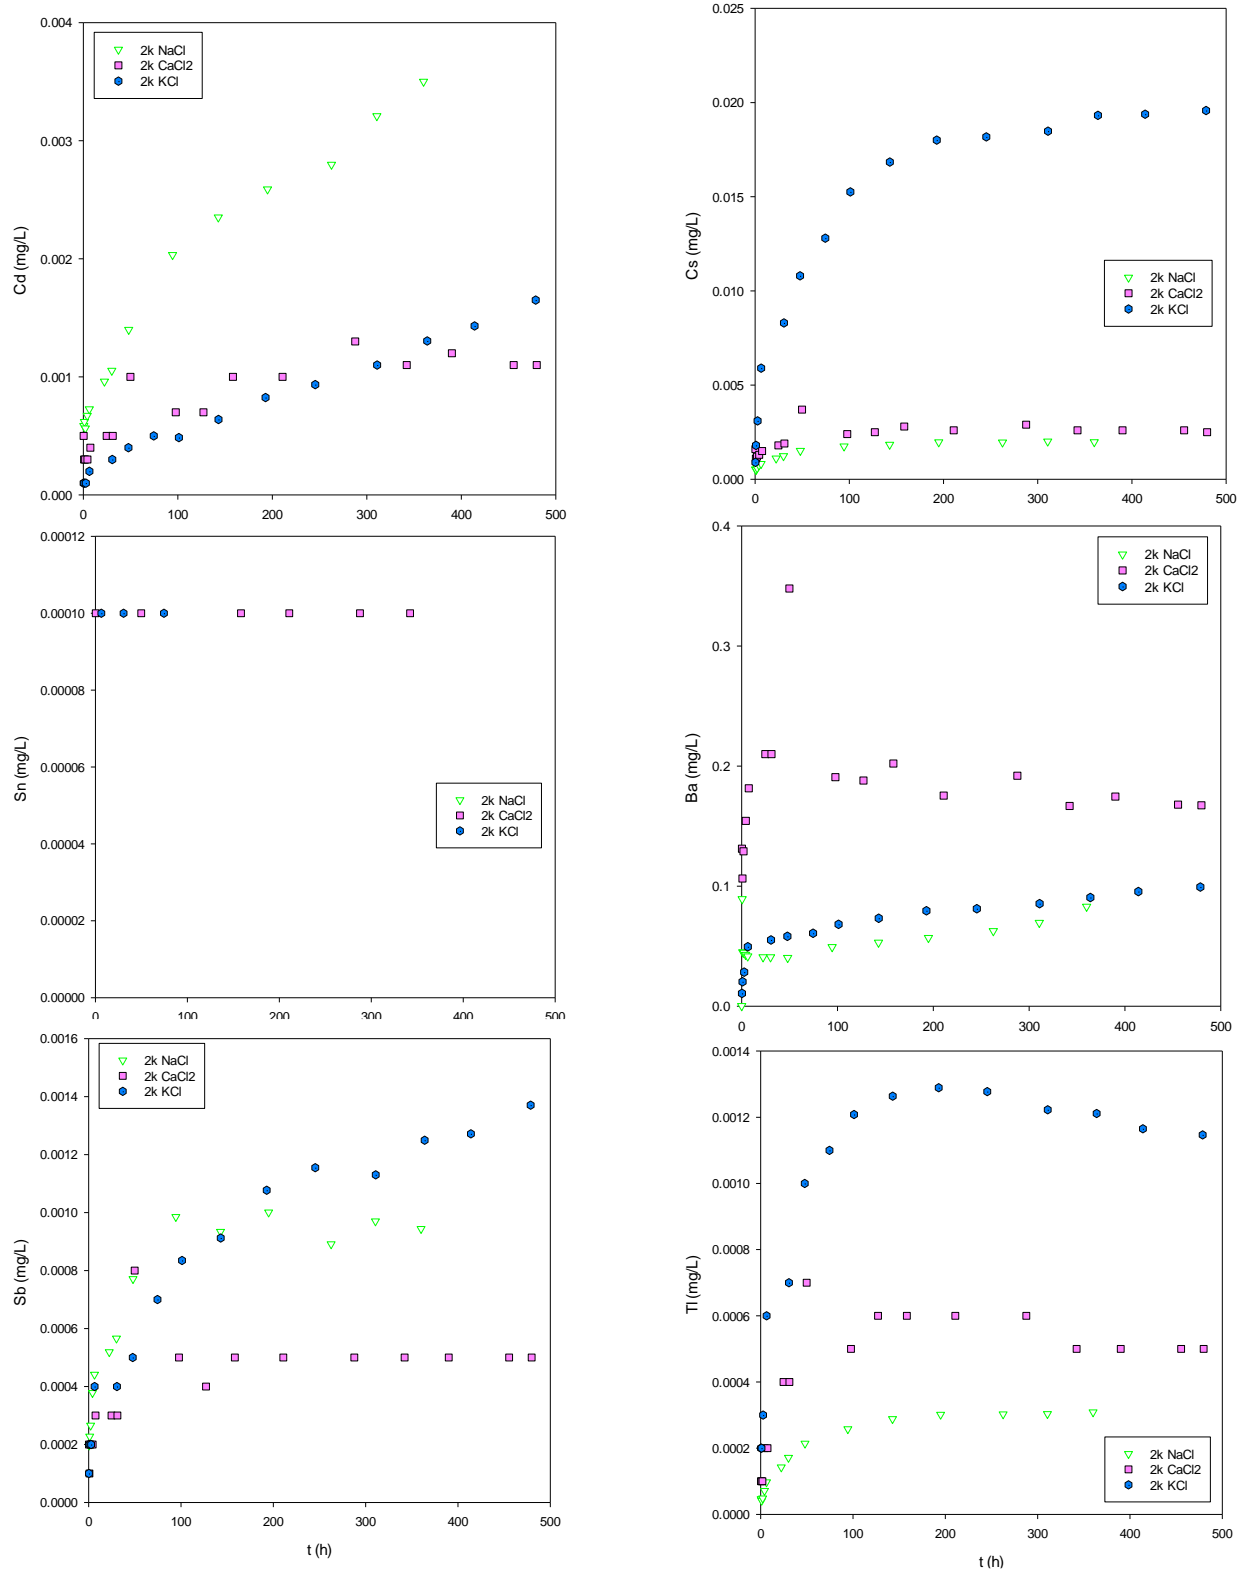 0.004
0.003
0.002
0.001
0.000
Cd (mg/L)
2k NaCl
2k CaCl2
2k KCl
0 100 200 300 400 500
0.025
0.020
0.015
0.010
0.005
0.000
Cs (mg/L)
2k NaCl
2k CaCl2
2k KCl
0 100 200 300 400 500
0.00012
0.00010
0.00008
0.00006
0.00004
0.00002
0.00000
Sn (mg/L)
2k NaCl
2k CaCl2
2k KCl
0 100 200 300 400 500
0.4
0.3
0.2
0.1
0.0
Ba (mg/L)
2k NaCl
2k CaCl2
2k KCl
0 100 200 300 400 500
0.0016
0.0014
0.0012
0.0010
0.0008
0.0006
0.0004
0.0002
0.0000
Sb (mg/L)
2k NaCl
2k CaCl2
2k KCl
0 100 200 300 400 500
t (h)
0.0014
0.0012
0.0010
0.0008
0.0006
0.0004
0.0002
0.0000
Tl (mg/L)
2k NaCl
2k CaCl2
2k KCl
0 100 200 300 400 500
t (h)